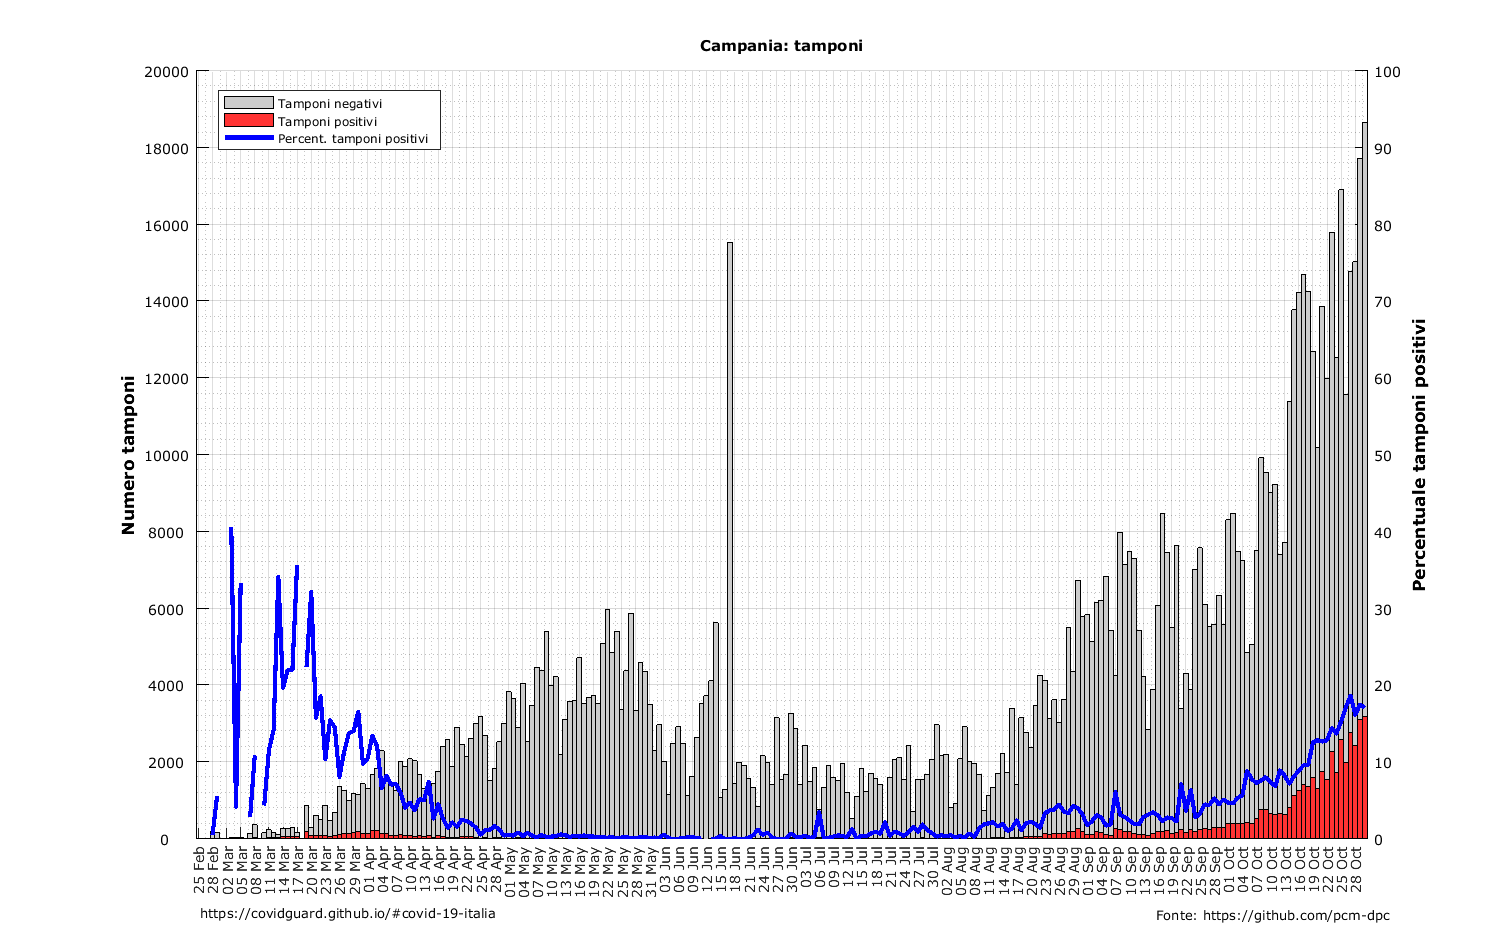 Campania: tamponi
Tamponi negativi
Tamponi positivi
Percent. tamponi positivi
Numero tamponi
20000
18000
16000
14000
12000
10000
8000
6000
4000
2000
0
Percentuale tamponi positivi
100
90
80
70
60
50
40
30
20
10
0
25 Feb
28 Feb
02 Mar
05 Mar
08 Mar
11 Mar
14 Mar
17 Mar
20 Mar
23 Mar
26 Mar
29 Mar
01 Apr
04 Apr
07 Apr
10 Apr
13 Apr
16 Apr
19 Apr
22 Apr
25 Apr
28 Apr
01 May
04 May
07 May
10 May
13 May
16 May
19 May
22 May
25 May
28 May
31 May
03 Jun
06 Jun
09 Jun
12 Jun
15 Jun
18 Jun
21 Jun
24 Jun
27 Jun
30 Jun
03 Jul
06 Jul
09 Jul
12 Jul
15 Jul
18 Jul
21 Jul
24 Jul
27 Jul
30 Jul
02 Aug
05 Aug
08 Aug
11 Aug
14 Aug
17 Aug
20 Aug
23 Aug
26 Aug
29 Aug
01 Sep
04 Sep
07 Sep
10 Sep
13 Sep
16 Sep
19 Sep
22 Sep
25 Sep
28 Sep
01 Oct
04 Oct
07 Oct
10 Oct
13 Oct
16 Oct
19 Oct
22 Oct
25 Oct
28 Oct
https://covidguard.github.io/#covid-19-italia
Fonte: https://github.com/pcm-dpc